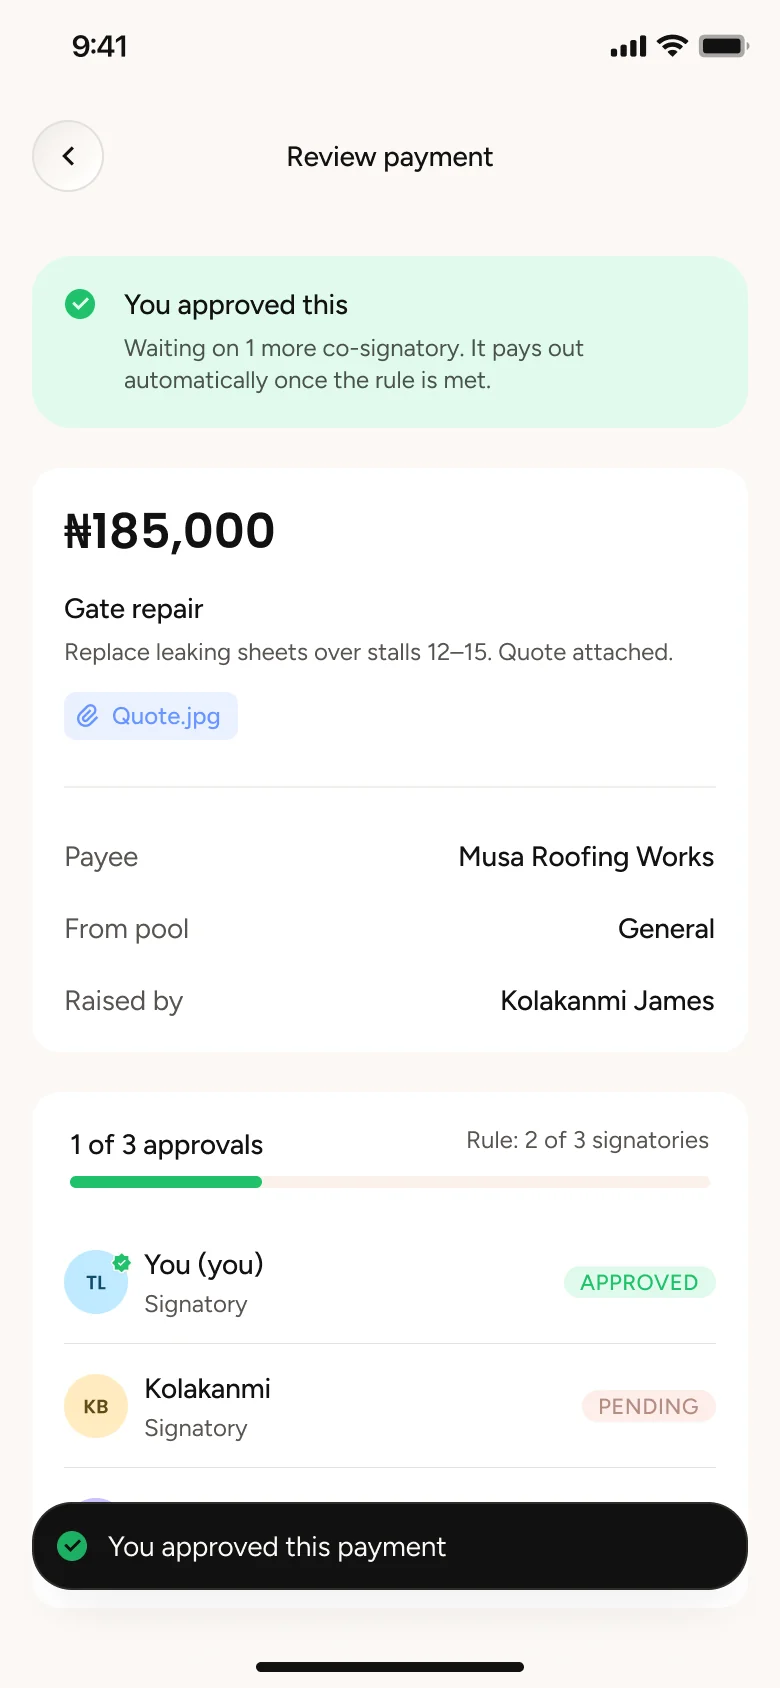 9:41
Review payment
You approved this
Waiting on 1 more co-signatory. It pays out
automatically once the rule is met.
₦185,000
Gate repair
Replace leaking sheets over stalls 12–15. Quote attached.
Quote.jpg
Payee
Musa Roofing Works
From pool
General
Raised by
Kolakanmi James
1 of 3 approvals
Rule: 2 of 3 signatories
TL
You (you)
Signatory
APPROVED
KB
Kolakanmi
Signatory
PENDING
You approved this payment